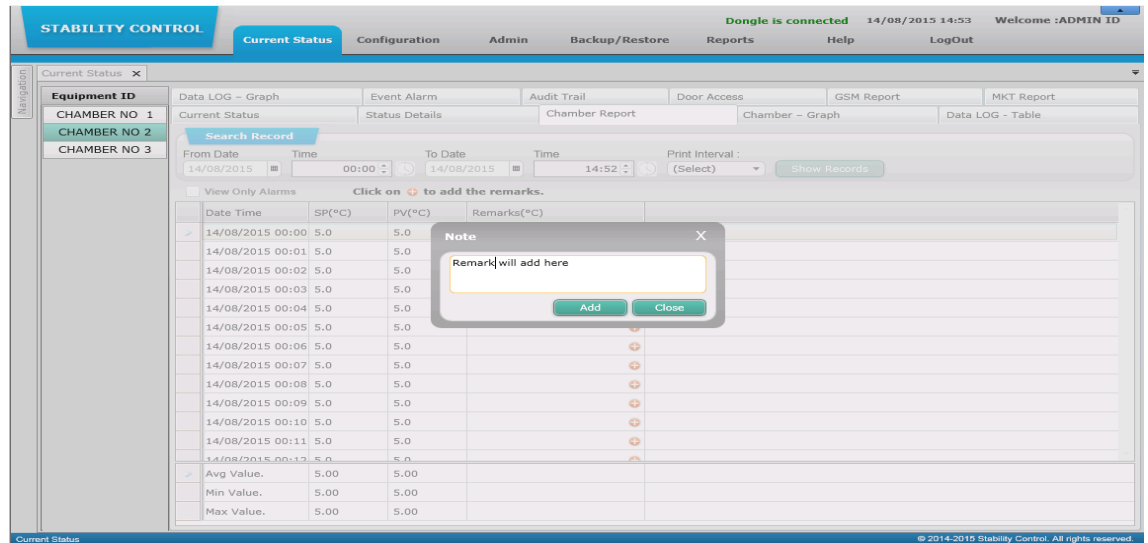 Dongle is connected 14/08/2015 14:53 Welcome :ADMIN ID
STABILITY CONTROL
Current Status Configuration Admin Backup/Restore Reports Help LogOut
Navigation
Current Status X
Equipment ID
CHAMBER NO 1
CHAMBER NO 2
CHAMBER NO 3
Data LOG - Graph Event Alarm Audit Trail Door Access GSM Report MKT Report
Current Status Status Details Chamber Report Chamber - Graph Data LOG - Table
Search Record
From Date Time To Date Time Print Interval :
14/08/2015 00:00 14/08/2015 14:52 (Select) Show Records
View Only Alarms Click on to add the remarks.
Date Time SP(°C) PV(°C) Remarks(°C)
14/08/2015 00:00 5.0 5.0
14/08/2015 00:01 5.0 5.0
14/08/2015 00:02 5.0 5.0
14/08/2015 00:03 5.0 5.0
14/08/2015 00:04 5.0 5.0
14/08/2015 00:05 5.0 5.0
14/08/2015 00:06 5.0 5.0
14/08/2015 00:07 5.0 5.0
14/08/2015 00:08 5.0 5.0
14/08/2015 00:09 5.0 5.0
14/08/2015 00:10 5.0 5.0
14/08/2015 00:11 5.0 5.0
14/08/2015 00:12 5.0 5.0
Avg Value. 5.00 5.00
Min Value. 5.00 5.00
Max Value. 5.00 5.00
Note X
Remark will add here
Add Close
Current Status © 2014-2015 Stability Control. All rights reserved.